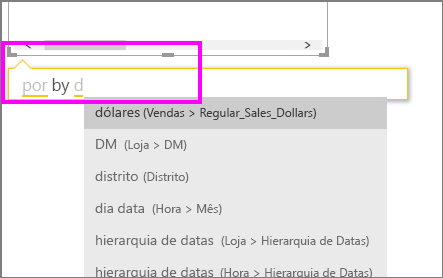 por by d
dólares (Vendas > Regular_Sales_Dollars)
DM (Loja > DM)
distrito (Distrito)
dia data (Hora > Mês)
hierarquia de datas (Loja > Hierarquia de Datas)
hierarquia de datas (Hora > Hierarquia de Datas)